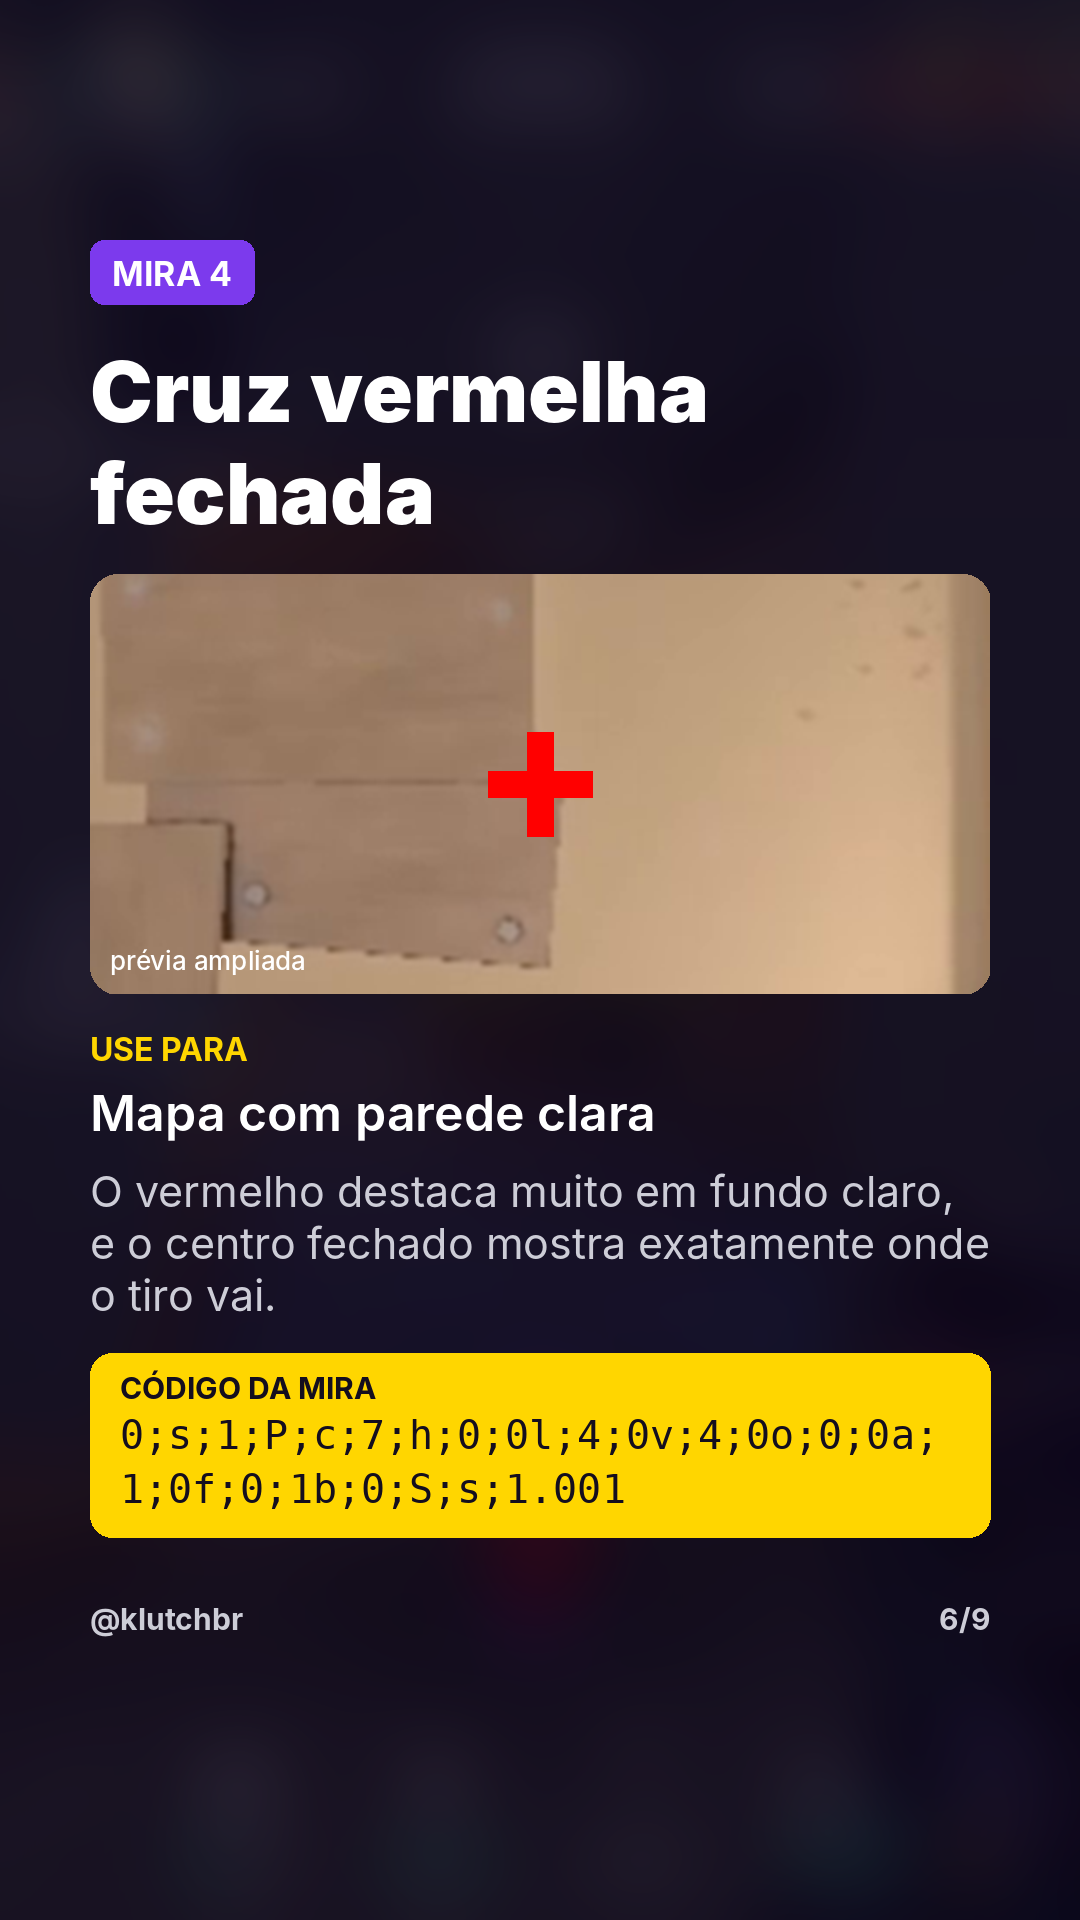 MIRA 4
Cruz vermelha
fechada
prévia ampliada
USE PARA
Mapa com parede clara
O vermelho destaca muito em fundo claro,
e o centro fechado mostra exatamente onde
o tiro vai.
CÓDIGO DA MIRA
0;s;1;P;c;7;h;0;0l;4;0v;4;0o;0;0a;
1;0f;0;1b;0;S;s;1.001
@klutchbr
6/9